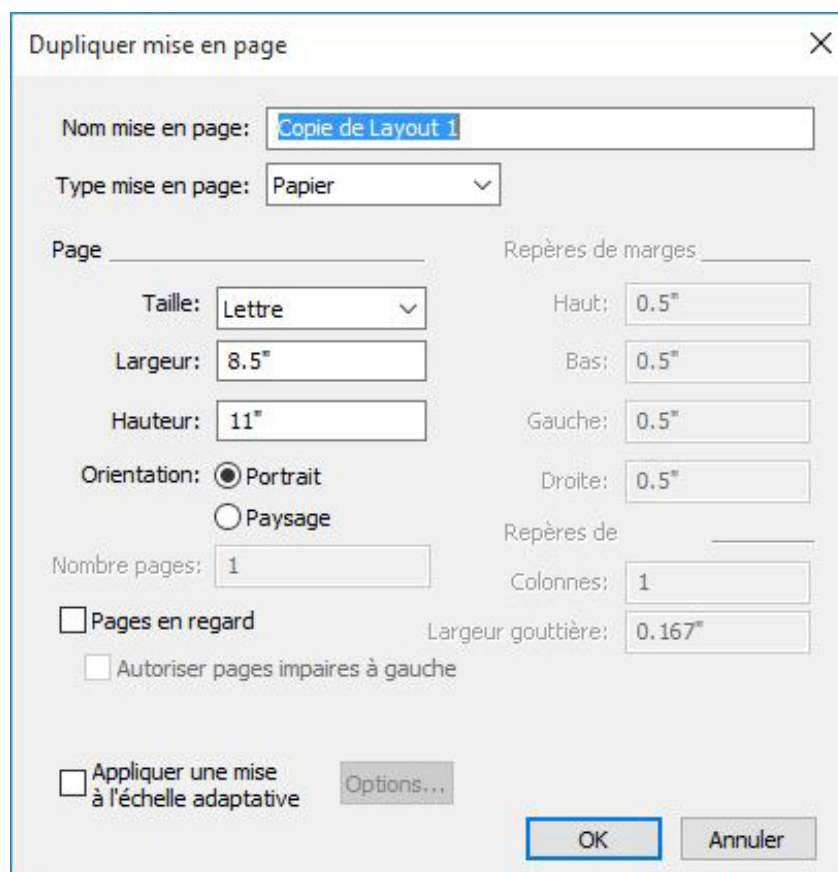 Dupliquer mise en page
Nom mise en page: Copie de Layout 1
Type mise en page: Papier
Page
Taille: Lettre
Largeur: 8.5"
Hauteur: 11"
Orientation: Portrait
Paysage
Nombre pages: 1
Pages en regard
Autoriser pages impaires à gauche
Repères de marges
Haut: 0.5"
Bas: 0.5"
Gauche: 0.5"
Droite: 0.5"
Repères de
Colonnes: 1
Largeur gouttière: 0.167"
Appliquer une mise
à l'échelle adaptative
Options...
OK
Annuler